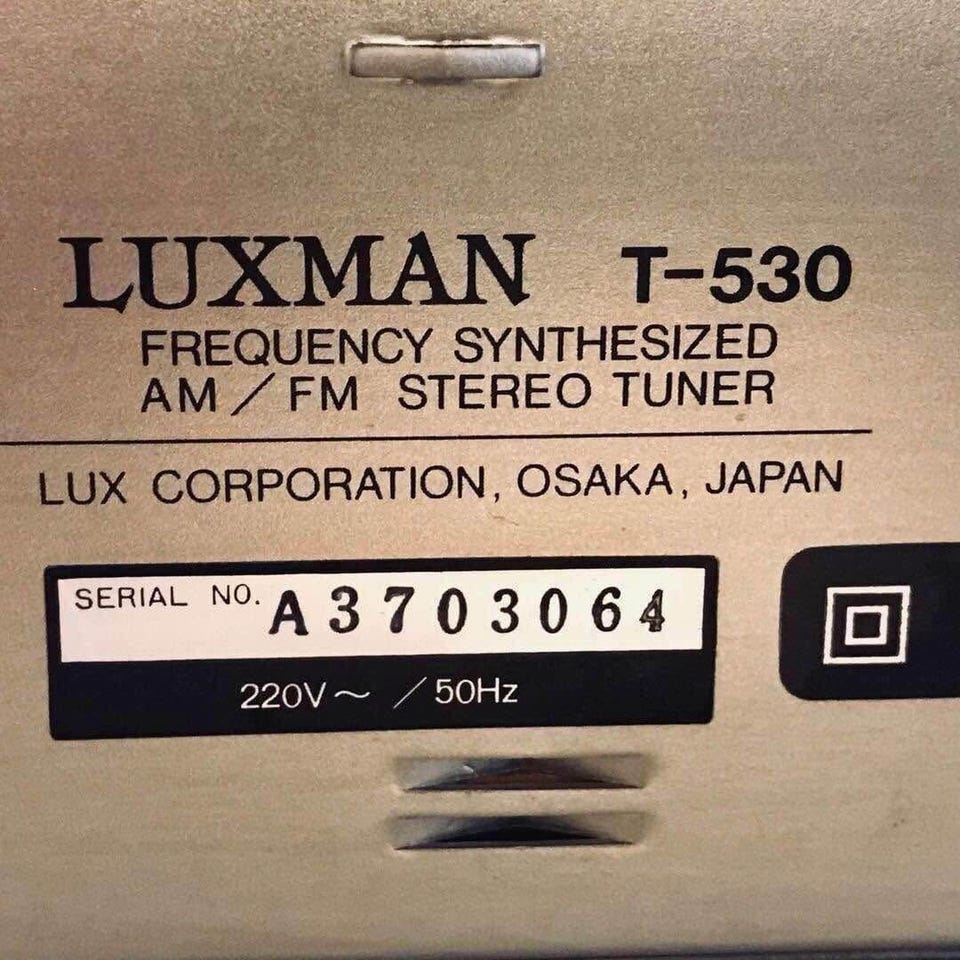 LUXMAN T-530
FREQUENCY SYNTHESIZED
AM / FM STEREO TUNER
LUX CORPORATION, OSAKA, JAPAN
SERIAL NO. A3703064
220V～ / 50Hz